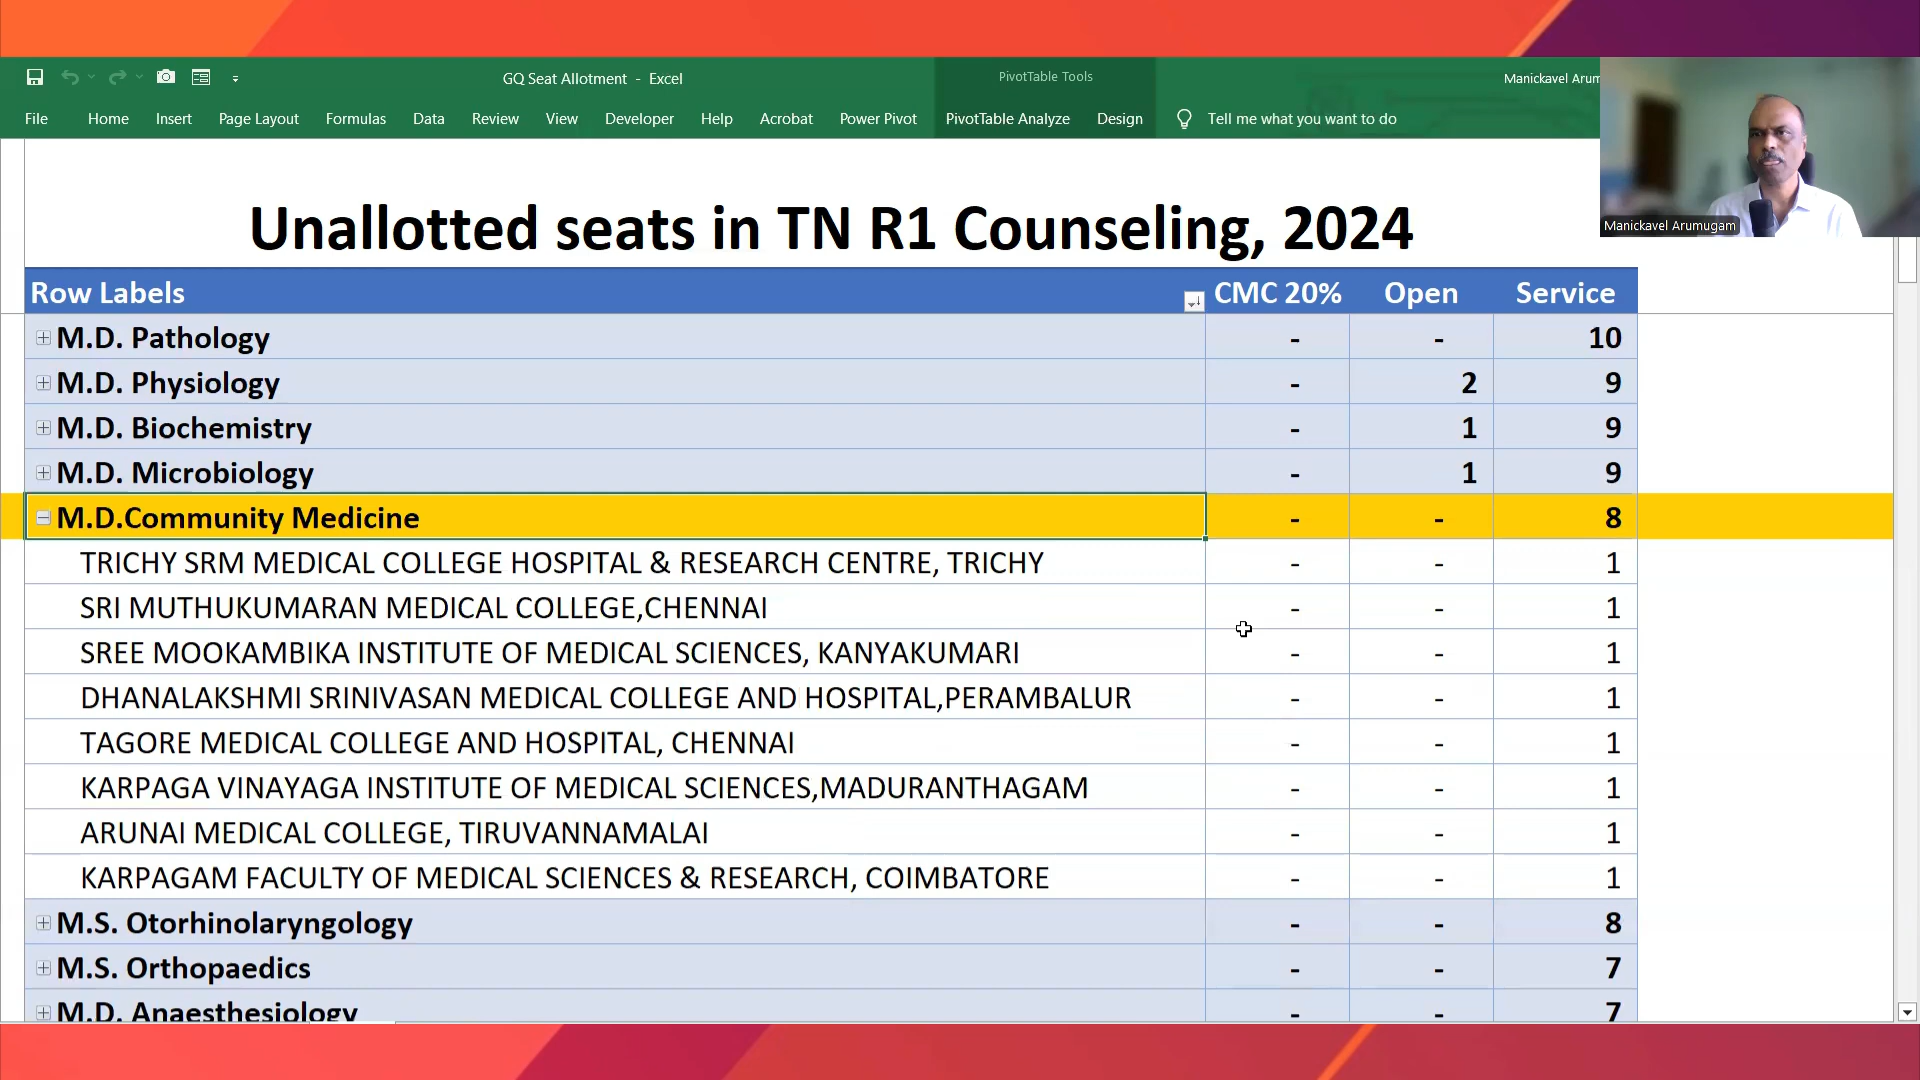 GQ Seat Allotment - Excel
PivotTable Tools
Manickavel Arum
File Home Insert Page Layout Formulas Data Review View Developer Help Acrobat Power Pivot PivotTable Analyze Design Tell me what you want to do
Manickavel Arumugam
Unallotted seats in TN R1 Counseling, 2024
Row Labels CMC 20% Open Service
M.D. Pathology - - 10
M.D. Physiology - 2 9
M.D. Biochemistry - 1 9
M.D. Microbiology - 1 9
M.D.Community Medicine - - 8
TRICHY SRM MEDICAL COLLEGE HOSPITAL & RESEARCH CENTRE, TRICHY - - 1
SRI MUTHUKUMARAN MEDICAL COLLEGE,CHENNAI - - 1
SREE MOOKAMBIKA INSTITUTE OF MEDICAL SCIENCES, KANYAKUMARI - - 1
DHANALAKSHMI SRINIVASAN MEDICAL COLLEGE AND HOSPITAL,PERAMBALUR - - 1
TAGORE MEDICAL COLLEGE AND HOSPITAL, CHENNAI - - 1
KARPAGA VINAYAGA INSTITUTE OF MEDICAL SCIENCES,MADURANTHAGAM - - 1
ARUNAI MEDICAL COLLEGE, TIRUVANNAMALAI - - 1
KARPAGAM FACULTY OF MEDICAL SCIENCES & RESEARCH, COIMBATORE - - 1
M.S. Otorhinolaryngology - - 8
M.S. Orthopaedics - - 7
M.D. Anaesthesiology - - 7